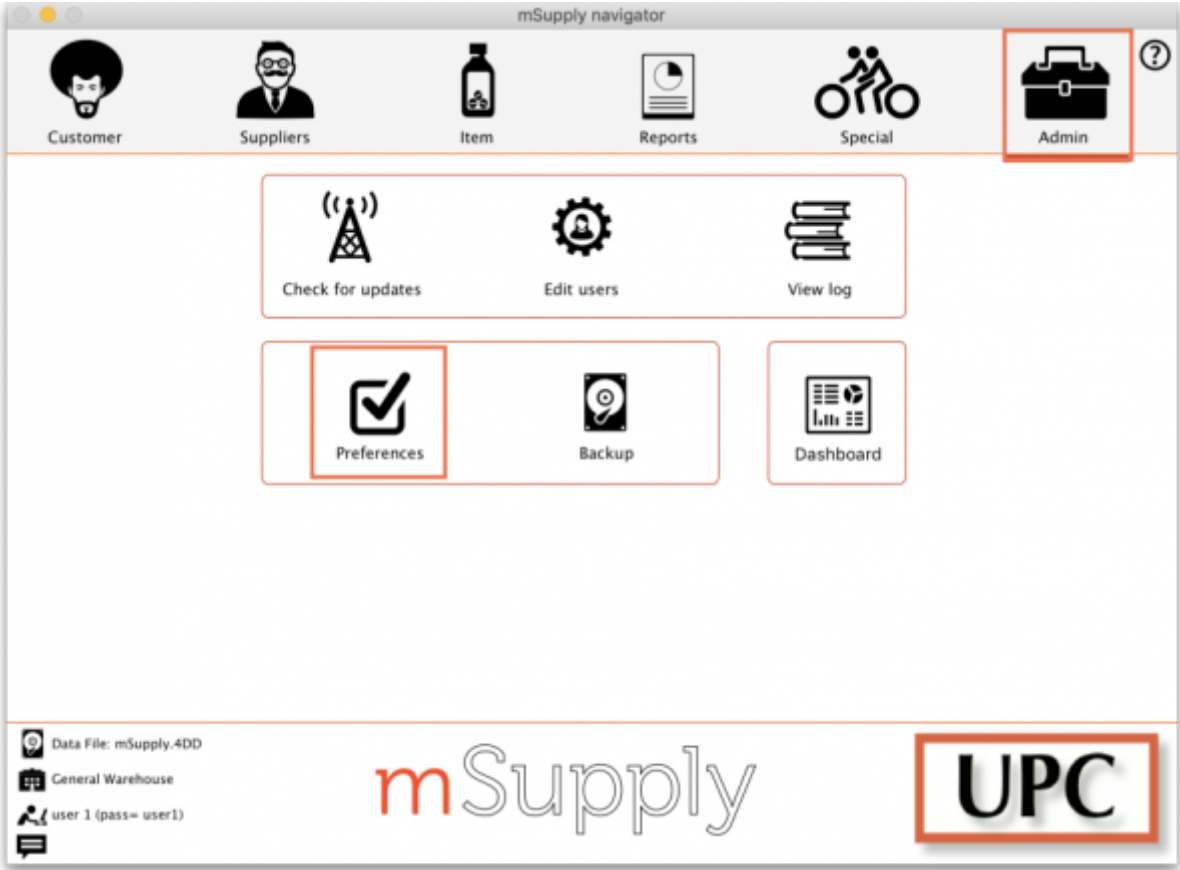 mSupply navigator
Customer Suppliers Item Reports Special Admin ?
Check for updates Edit users View log
Preferences Backup Dashboard
Data File: mSupply.4DD
General Warehouse
user 1 (pass= user1)
mSupply
UPC